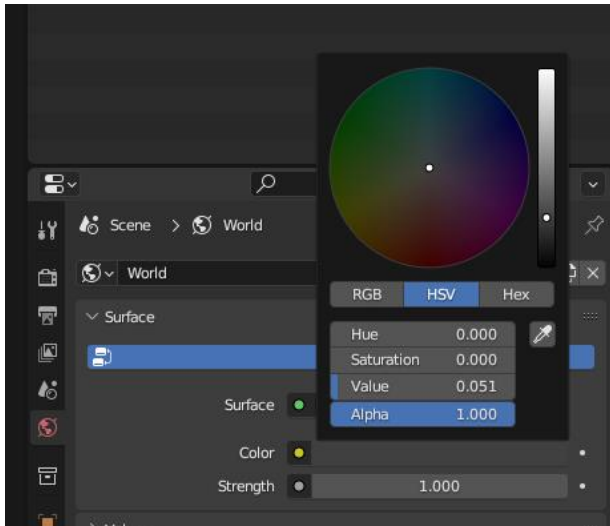 Scene > World
World
RGB HSV Hex
Surface
Hue 0.000
Saturation 0.000
Value 0.051
Alpha 1.000
Surface
Color
Strength 1.000